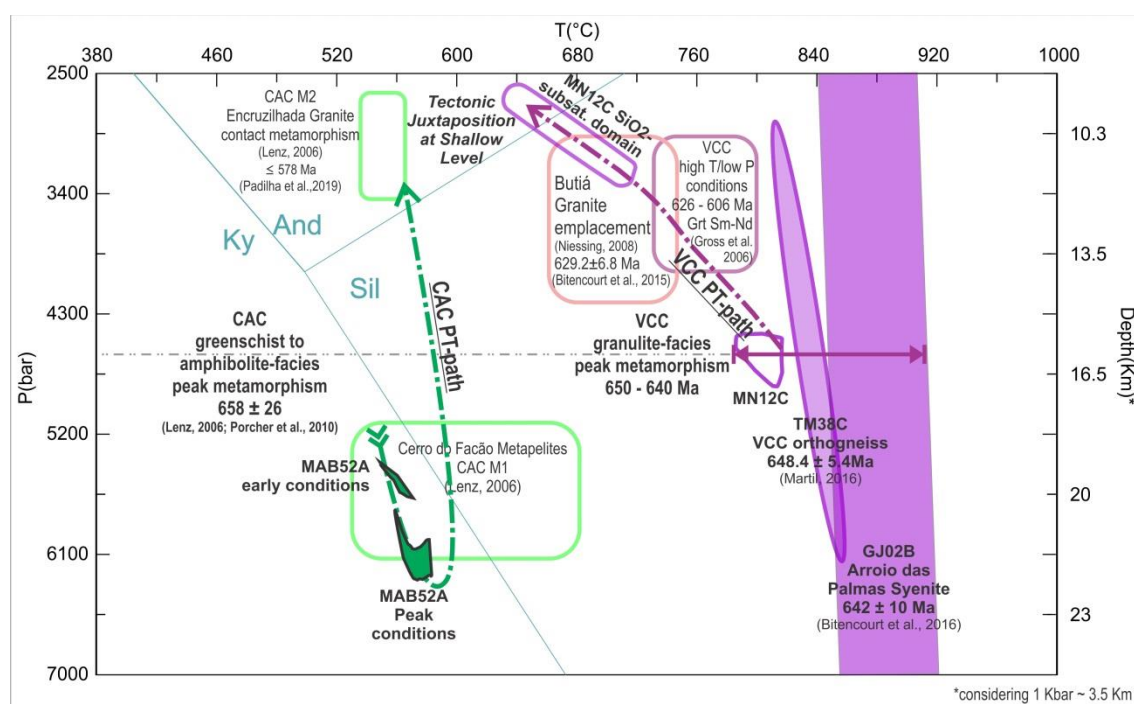 T(°C)
380 460 520 600 680 760 840 920 1000
P(bar)
2500
3400
4300
5200
6100
7000
Depth(Km)*
10.3
13.5
16.5
20
23
CAC M2
Encruzilhada Granite
contact metamorphism
(Lenz, 2006)
≤ 578 Ma
(Padilha et al.,2019)
Tectonic
Juxtaposition
at Shallow
Level
MN12C SiO2-
subsat. domain
Butiá
Granite
emplacement
(Niessing, 2008)
629.2±6.8 Ma
(Bitencourt et al., 2015)
VCC
high T/low P
conditions
626 - 606 Ma
Grt Sm-Nd
(Gross et al.
2006)
Ky
And
Sil
CAC PT-path
VCC PT-path
CAC
greenschist to
amphibolite-facies
peak metamorphism
658 ± 26
(Lenz, 2006; Porcher et al., 2010)
VCC
granulite-facies
peak metamorphism
650 - 640 Ma
MN12C
TM38C
VCC orthogneiss
648.4 ± 5.4Ma
(Martil, 2016)
Cerro do Facão Metapelites
CAC M1
(Lenz, 2006)
MAB52A
early conditions
MAB52A
Peak
conditions
GJ02B
Arroio das
Palmas Syenite
642 ± 10 Ma
(Bitencourt et al., 2016)
*considering 1 Kbar ~ 3.5 Km